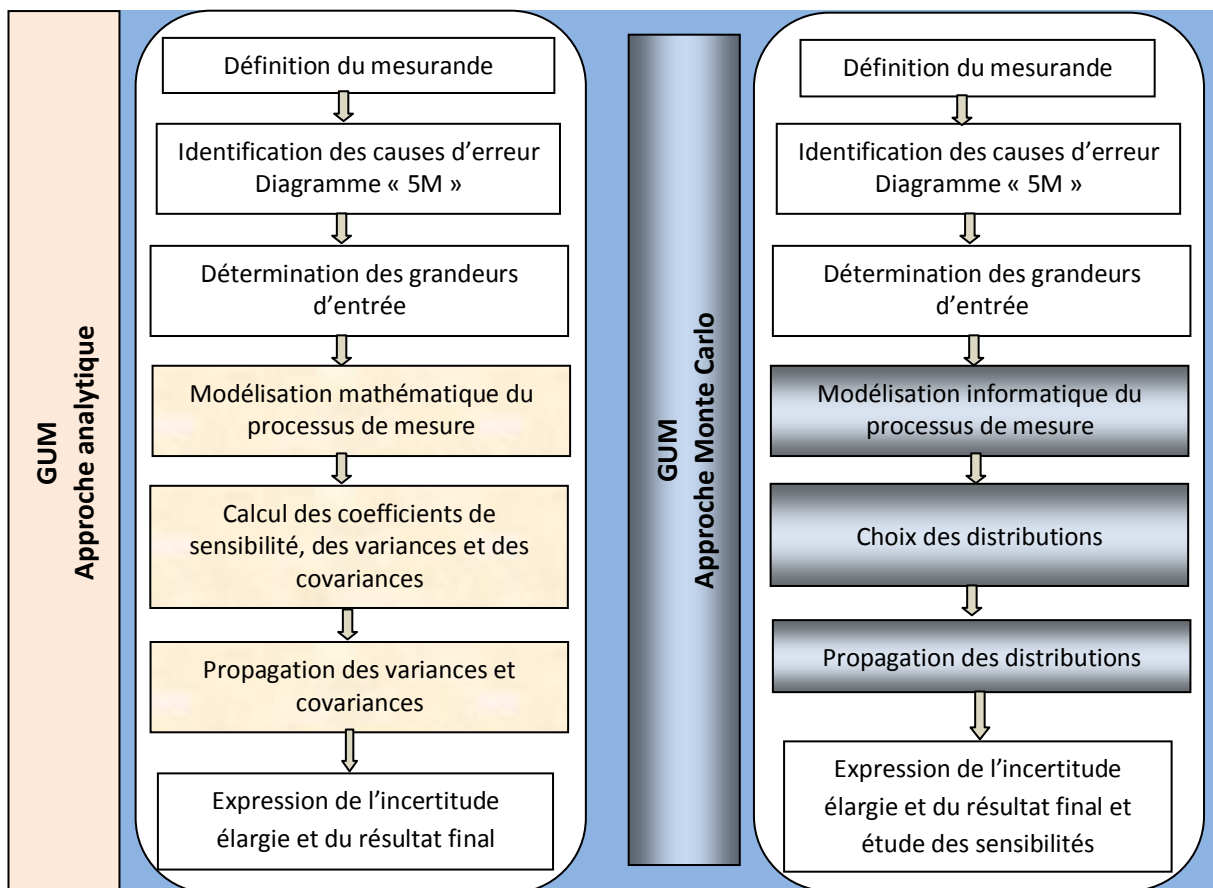 GUM
Approche analytique
Définition du mesurande
Identification des causes d’erreur
Diagramme « 5M »
Détermination des grandeurs
d’entrée
Modélisation mathématique du
processus de mesure
Calcul des coefficients de
sensibilité, des variances et des
covariances
Propagation des variances et
covariances
Expression de l’incertitude
élargie et du résultat final
GUM
Approche Monte Carlo
Définition du mesurande
Identification des causes d’erreur
Diagramme « 5M »
Détermination des grandeurs
d’entrée
Modélisation informatique du
processus de mesure
Choix des distributions
Propagation des distributions
Expression de l’incertitude
élargie et du résultat final et
étude des sensibilités